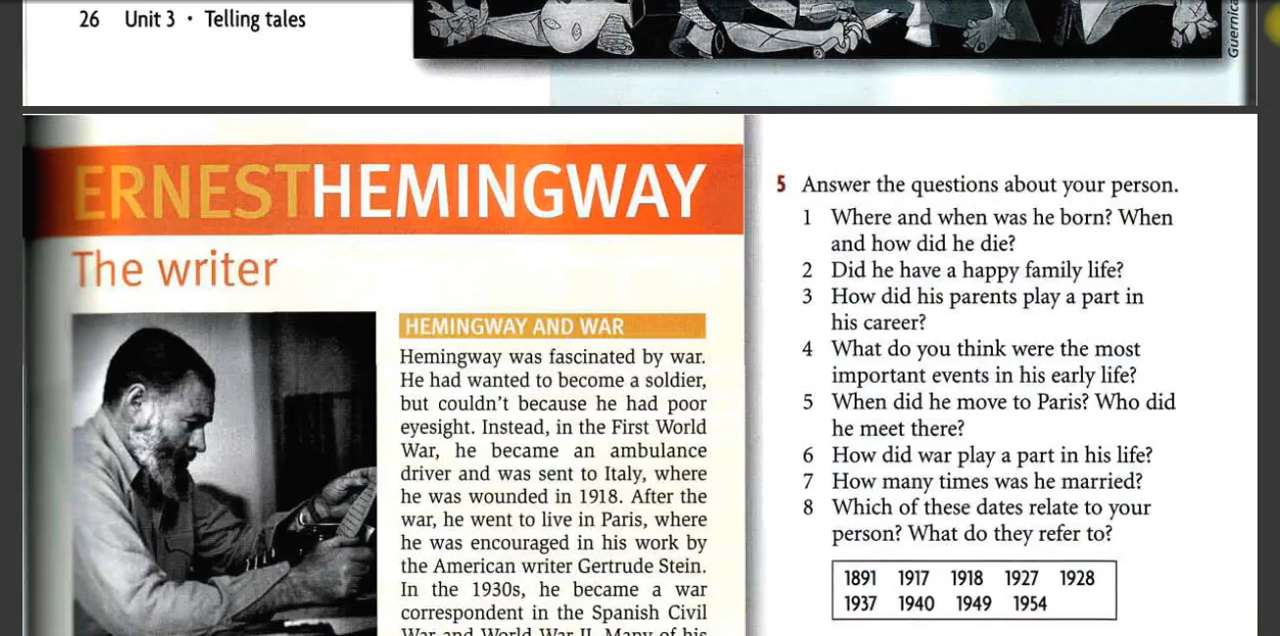 26 Unit 3 • Telling tales
Guernica
ERNESTHEMINGWAY
The writer
HEMINGWAY AND WAR
Hemingway was fascinated by war.
He had wanted to become a soldier,
but couldn't because he had poor
eyesight. Instead, in the First World
War, he became an ambulance
driver and was sent to Italy, where
he was wounded in 1918. After the
war, he went to live in Paris, where
he was encouraged in his work by
the American writer Gertrude Stein.
In the 1930s, he became a war
correspondent in the Spanish Civil
War and World War II. Many of his
5 Answer the questions about your person.
1 Where and when was he born? When
and how did he die?
2 Did he have a happy family life?
3 How did his parents play a part in
his career?
4 What do you think were the most
important events in his early life?
5 When did he move to Paris? Who did
he meet there?
6 How did war play a part in his life?
7 How many times was he married?
8 Which of these dates relate to your
person? What do they refer to?
1891 1917 1918 1927 1928
1937 1940 1949 1954